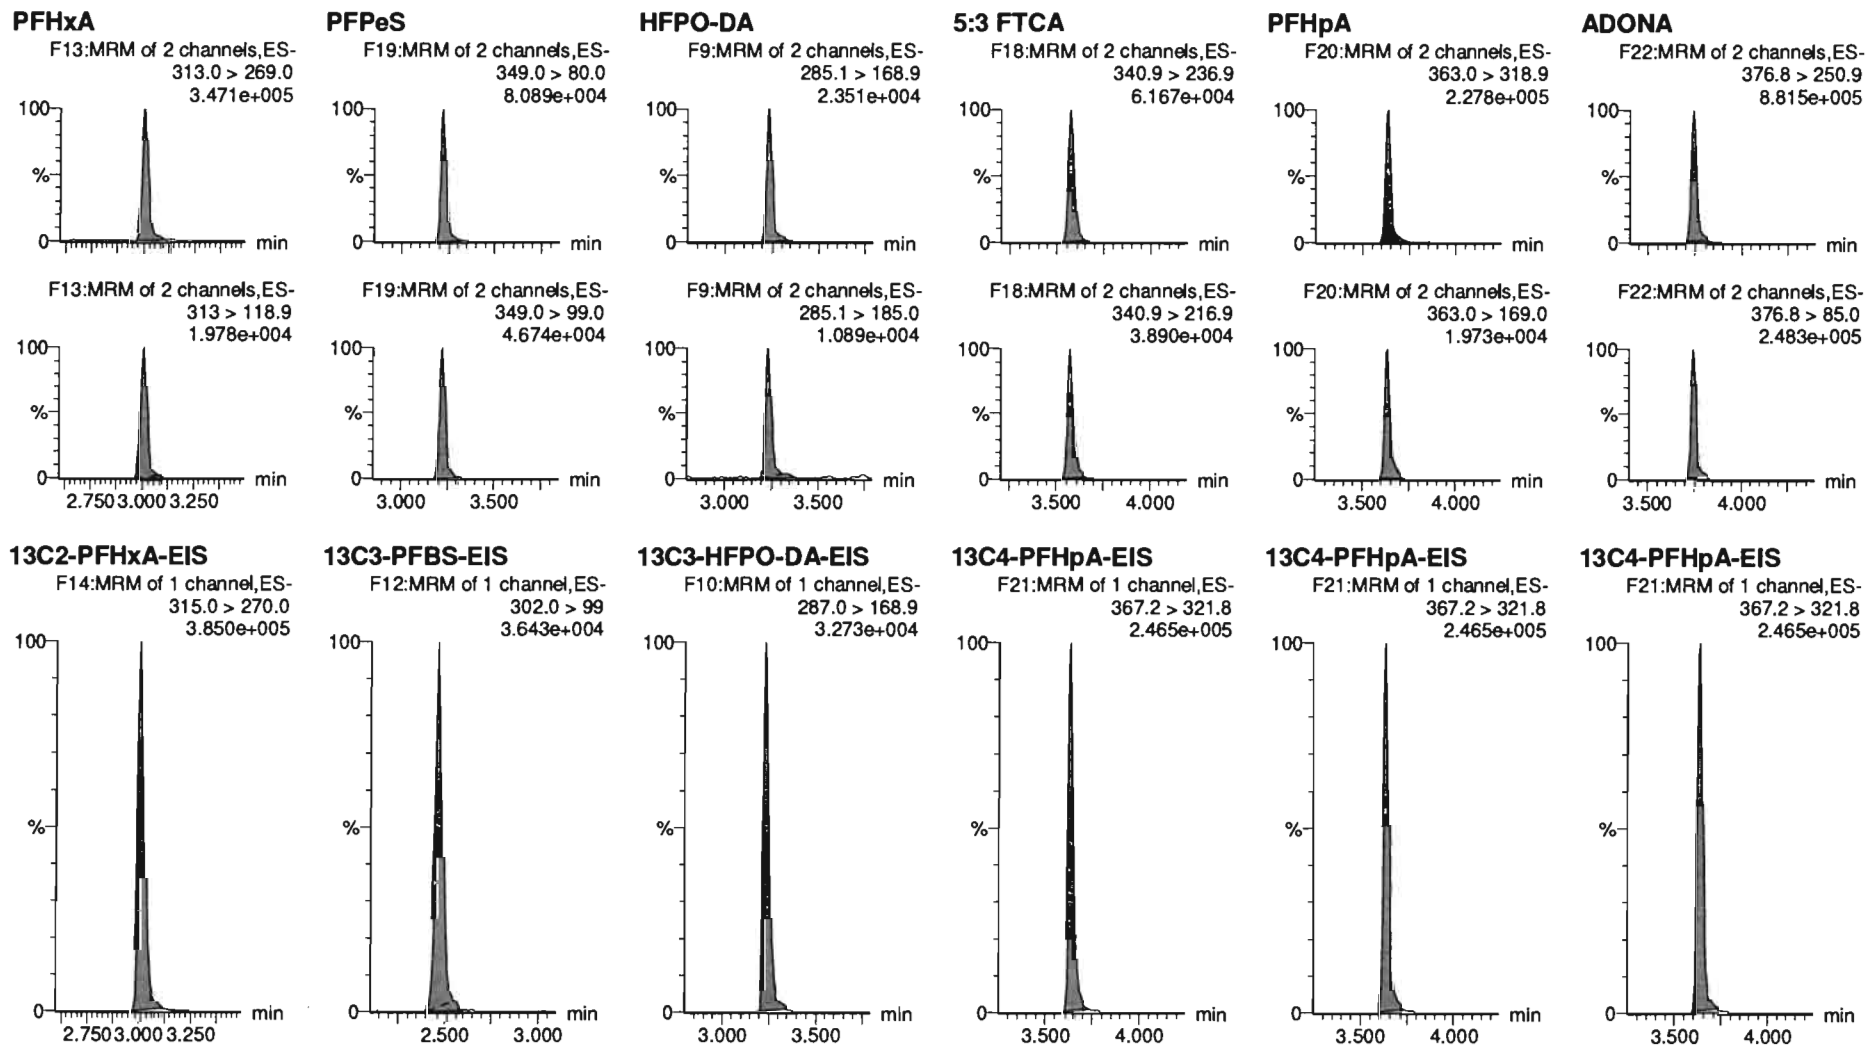 PFHxA
F13:MRM of 2 channels,ES-
313.0 > 269.0
3.471e+005
100
%
0
min
F13:MRM of 2 channels,ES-
313 > 118.9
1.978e+004
100
%
0
min
2.750 3.000 3.250
13C2-PFHxA-EIS
F14:MRM of 1 channel,ES-
315.0 > 270.0
3.850e+005
100
%
0
min
2.750 3.000 3.250
PFPeS
F19:MRM of 2 channels,ES-
349.0 > 80.0
8.089e+004
100
%
0
min
F19:MRM of 2 channels,ES-
349.0 > 99.0
4.674e+004
100
%
0
min
3.000 3.500
13C3-PFBS-EIS
F12:MRM of 1 channel,ES-
302.0 > 99
3.643e+004
100
%
0
min
2.500 3.000
HFPO-DA
F9:MRM of 2 channels,ES-
285.1 > 168.9
2.351e+004
100
%
0
min
F9:MRM of 2 channels,ES-
285.1 > 185.0
1.089e+004
100
%
0
min
3.000 3.500
13C3-HFPO-DA-EIS
F10:MRM of 1 channel,ES-
287.0 > 168.9
3.273e+004
100
%
0
min
3.000 3.500
5:3 FTCA
F18:MRM of 2 channels,ES-
340.9 > 236.9
6.167e+004
100
%
0
min
F18:MRM of 2 channels,ES-
340.9 > 216.9
3.890e+004
100
%
0
min
3.500 4.000
13C4-PFHpA-EIS
F21:MRM of 1 channel,ES-
367.2 > 321.8
2.465e+005
100
%
0
min
3.500 4.000
PFHpA
F20:MRM of 2 channels,ES-
363.0 > 318.9
2.278e+005
100
%
0
min
F20:MRM of 2 channels,ES-
363.0 > 169.0
1.973e+004
100
%
0
min
3.500 4.000
13C4-PFHpA-EIS
F21:MRM of 1 channel,ES-
367.2 > 321.8
2.465e+005
100
%
0
min
3.500 4.000
ADONA
F22:MRM of 2 channels,ES-
376.8 > 250.9
8.815e+005
100
%
0
min
F22:MRM of 2 channels,ES-
376.8 > 85.0
2.483e+005
100
%
0
min
3.500 4.000
13C4-PFHpA-EIS
F21:MRM of 1 channel,ES-
367.2 > 321.8
2.465e+005
100
%
0
min
3.500 4.000